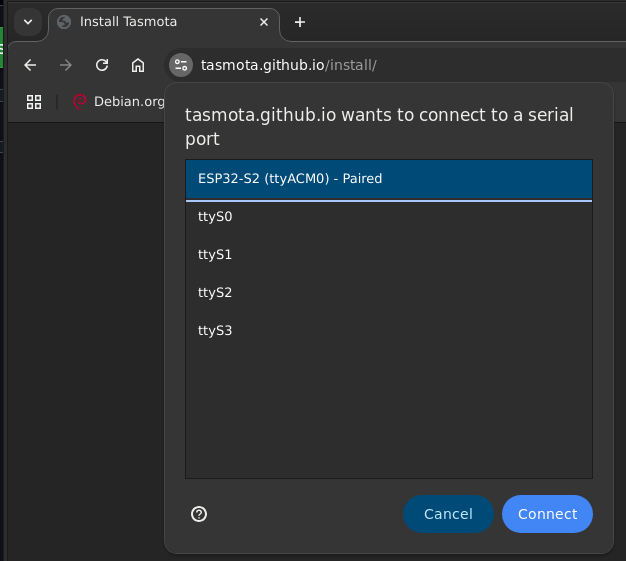 Install Tasmota
tasmota.github.io/install/
Debian.org
tasmota.github.io wants to connect to a serial
port
ESP32-S2 (ttyACM0) - Paired
ttyS0
ttyS1
ttyS2
ttyS3
Cancel
Connect